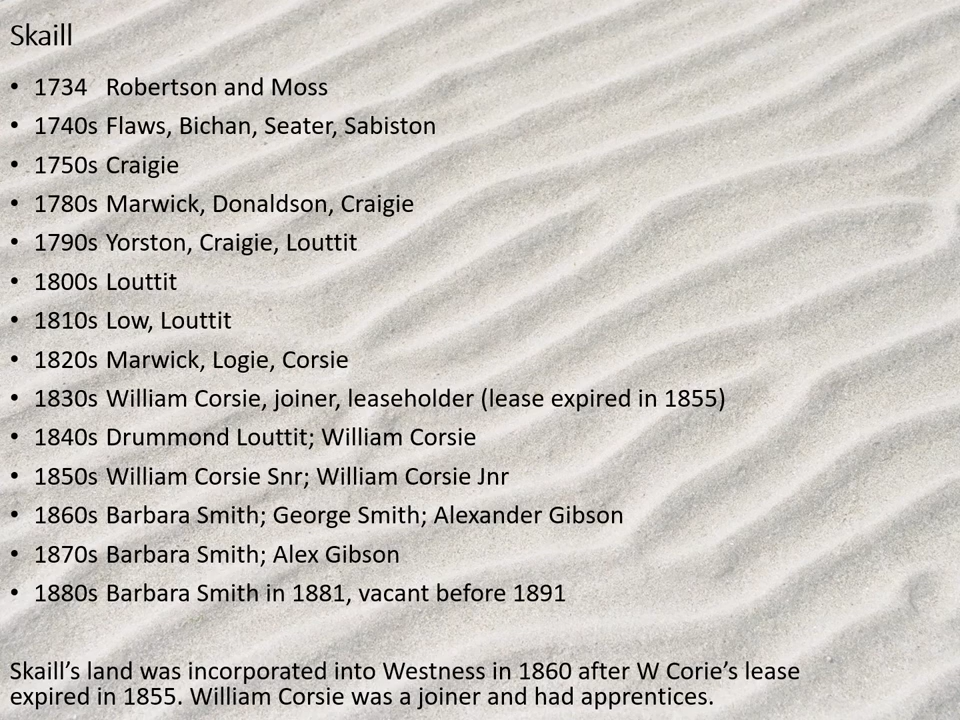 Skaill
• 1734 Robertson and Moss
• 1740s Flaws, Bichan, Seater, Sabiston
• 1750s Craigie
• 1780s Marwick, Donaldson, Craigie
• 1790s Yorston, Craigie, Louttit
• 1800s Louttit
• 1810s Low, Louttit
• 1820s Marwick, Logie, Corsie
• 1830s William Corsie, joiner, leaseholder (lease expired in 1855)
• 1840s Drummond Louttit; William Corsie
• 1850s William Corsie Snr; William Corsie Jnr
• 1860s Barbara Smith; George Smith; Alexander Gibson
• 1870s Barbara Smith; Alex Gibson
• 1880s Barbara Smith in 1881, vacant before 1891
Skaill’s land was incorporated into Westness in 1860 after W Corie’s lease
expired in 1855. William Corsie was a joiner and had apprentices.